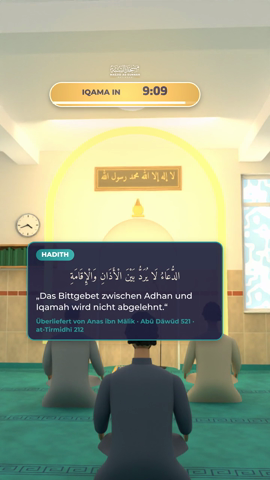 IQAMA IN 9:09
لا إله إلا الله محمد رسول الله
HADITH
الدُّعَاءُ لَا يُرَدُّ بَيْنَ الْأَذَانِ وَالْإِقَامَةِ
„Das Bittgebet zwischen Adhan und
Iqamah wird nicht abgelehnt.“
Überliefert von Anas ibn Mālik · Abū Dāwūd 521 ·
at-Tirmidhī 212